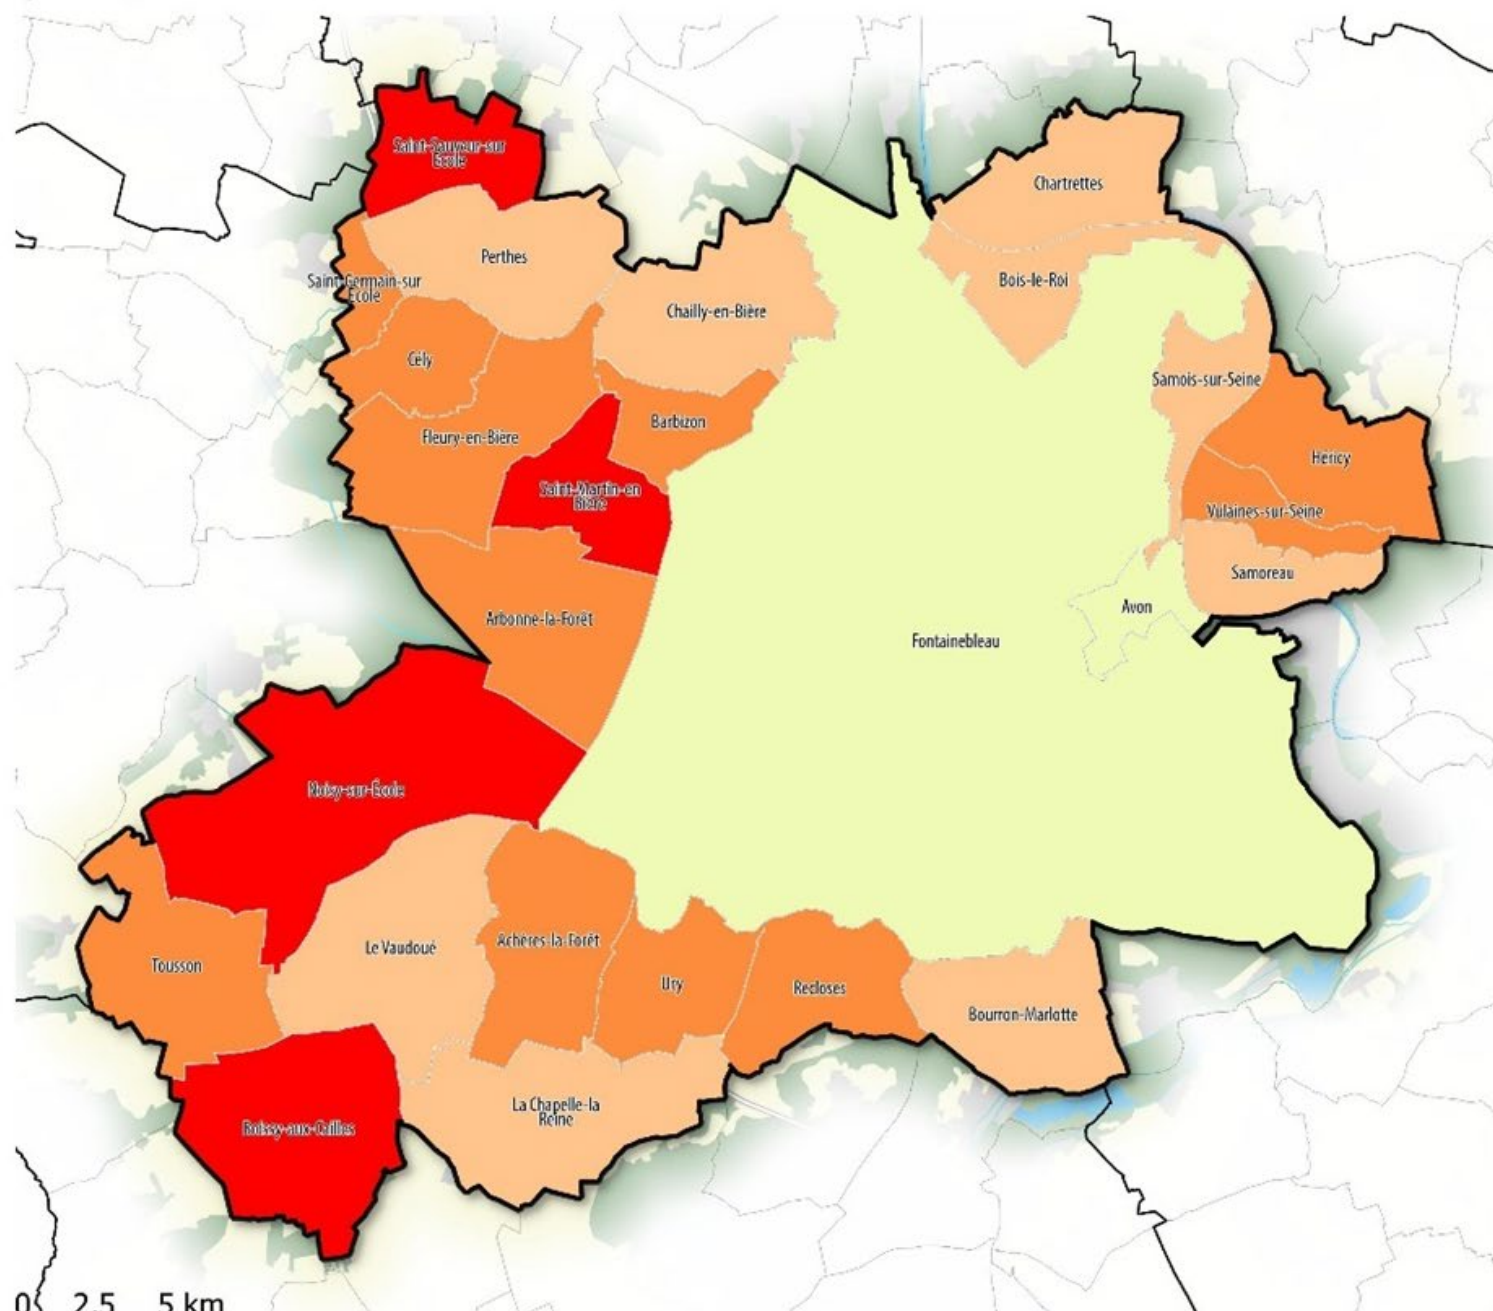 Saint-Sauveur-sur
École
Chartrettes
Perthes
Saint-Germain-sur
École
Bois-le-Roi
Chailly-en-Bière
Cély
Samois-sur-Seine
Barbizon
Fleury-en-Bière
Héricy
Saint-Martin-en
Bière
Vulaines-sur-Seine
Samoreau
Avon
Arbonne-la-Forêt
Fontainebleau
Noisy-sur-École
Le Vaudoué
Achères-la-Forêt
Tousson
Ury
Recloses
Bourron-Marlotte
La Chapelle-la
Reine
Boissy-aux-Cailles
0 2,5 5 km